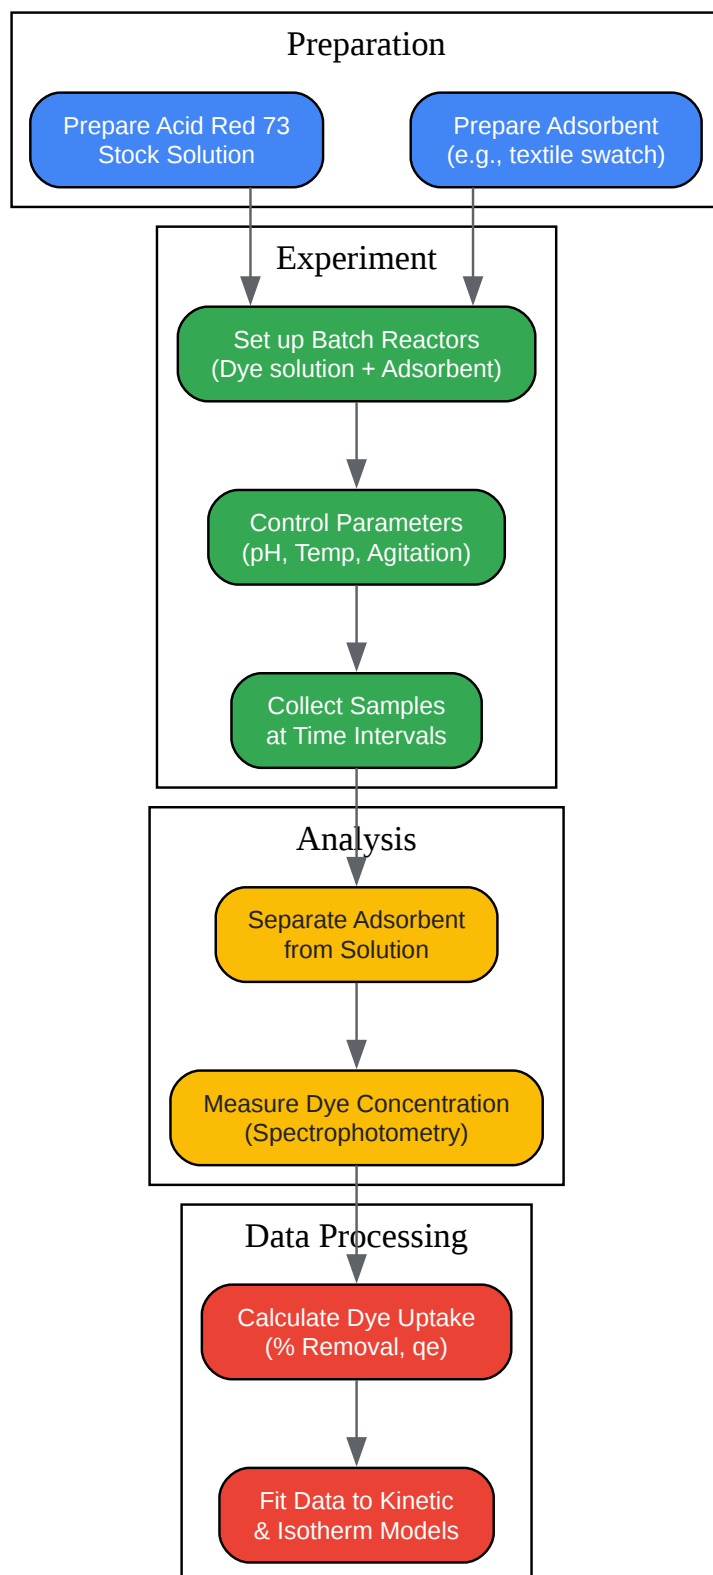 Preparation
Prepare Acid Red 73
Stock Solution
Prepare Adsorbent
(e.g., textile swatch)
Experiment
Set up Batch Reactors
(Dye solution + Adsorbent)
Control Parameters
(pH, Temp, Agitation)
Collect Samples
at Time Intervals
Analysis
Separate Adsorbent
from Solution
Measure Dye Concentration
(Spectrophotometry)
Data Processing
Calculate Dye Uptake
(% Removal, qe)
Fit Data to Kinetic
& Isotherm Models